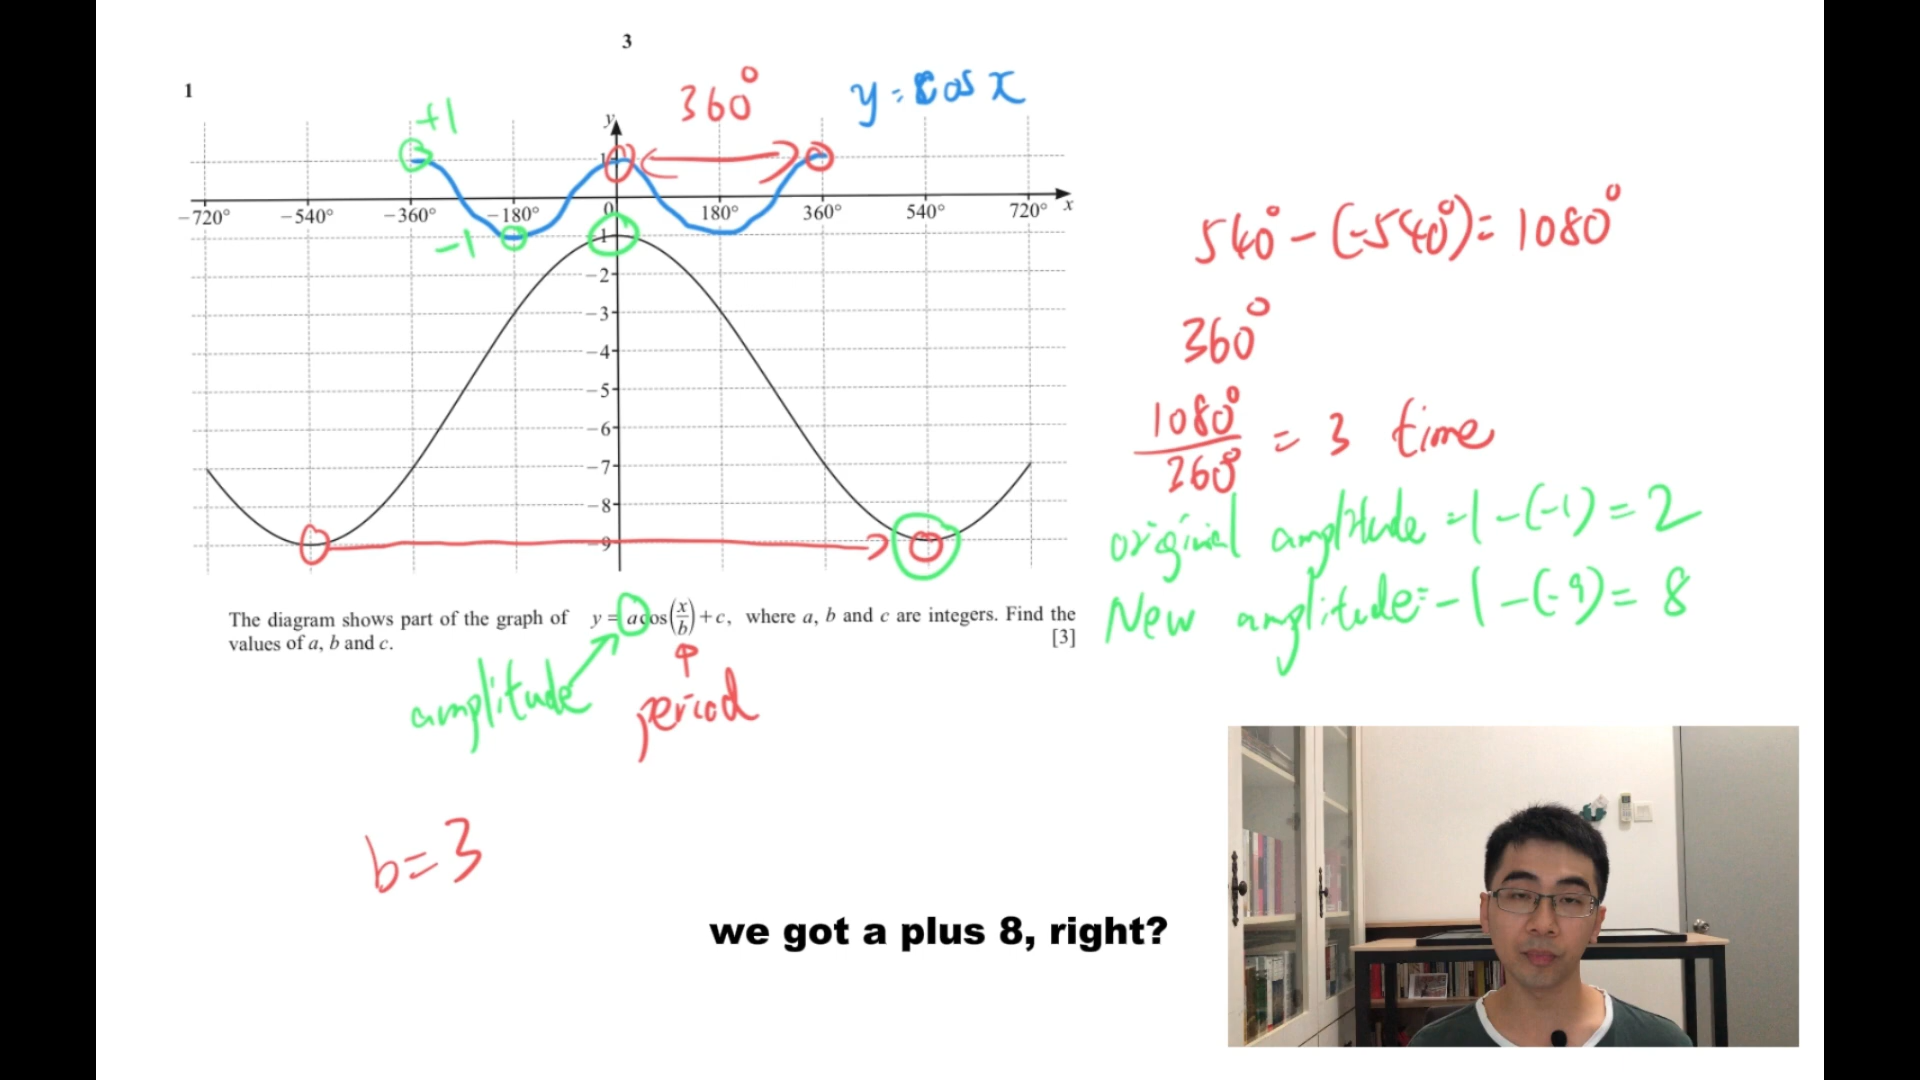 3
1
+1
360°
y = cos x
y
1
−720° −540° −360° −180° 0 180° 360° 540° 720° x
−1
−1
−2
−3
−4
−5
−6
−7
−8
−9
The diagram shows part of the graph of y = a cos(x/b) + c, where a, b and c are integers. Find the
values of a, b and c. [3]
amplitude
period
b=3
540° − (−540°) = 1080°
360°
1080°/260° = 3 time
original amplitude = 1 − (−1) = 2
New amplitude = −1 − (−9) = 8
we got a plus 8, right?